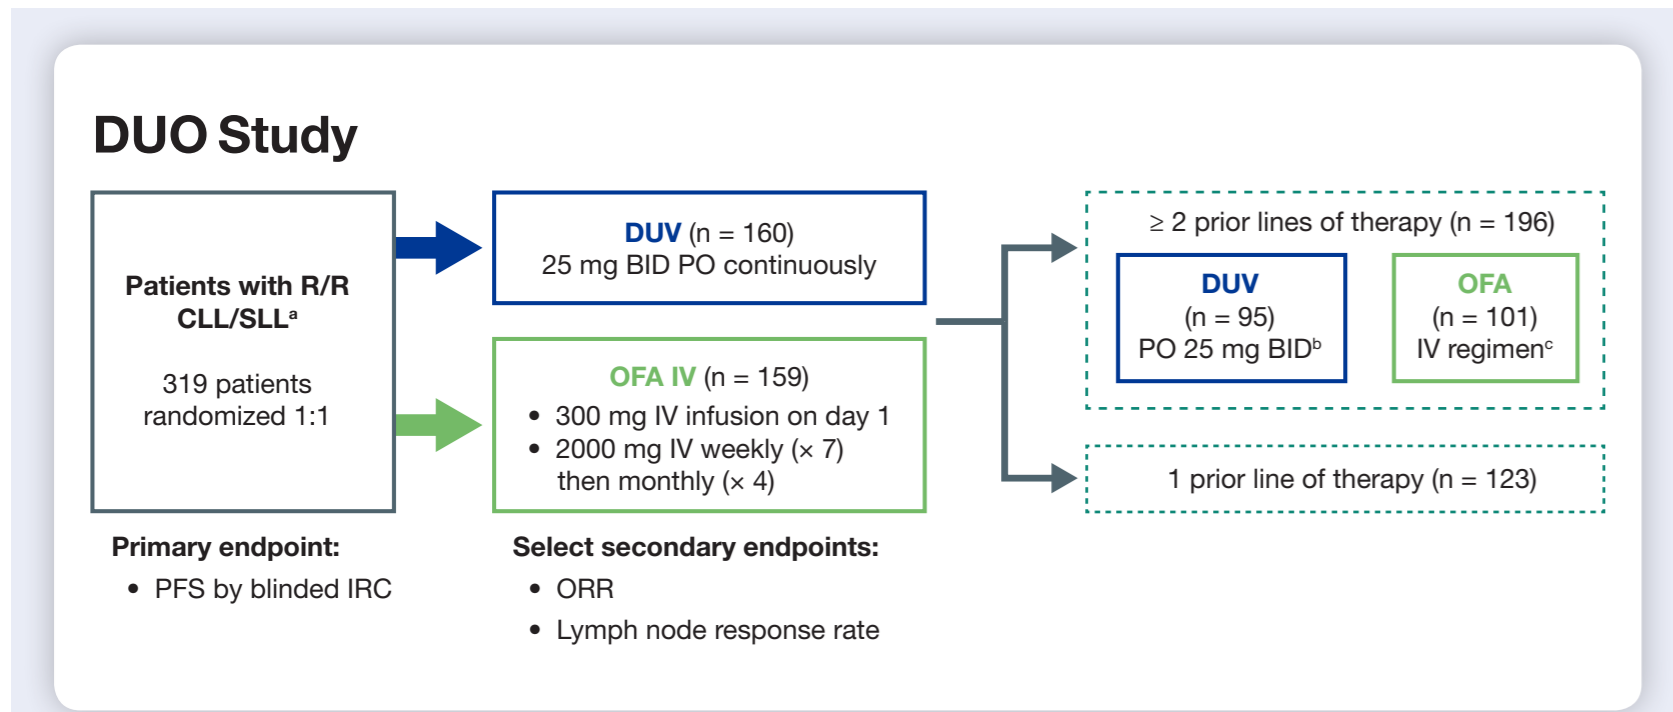 DUO Study
Patients with R/R
CLL/SLLᵃ
319 patients
randomized 1:1
Primary endpoint:
• PFS by blinded IRC
DUV (n = 160)
25 mg BID PO continuously
OFA IV (n = 159)
• 300 mg IV infusion on day 1
• 2000 mg IV weekly (× 7)
then monthly (× 4)
Select secondary endpoints:
• ORR
• Lymph node response rate
≥ 2 prior lines of therapy (n = 196)
DUV
(n = 95)
PO 25 mg BIDᵇ
OFA
(n = 101)
IV regimenᶜ
1 prior line of therapy (n = 123)